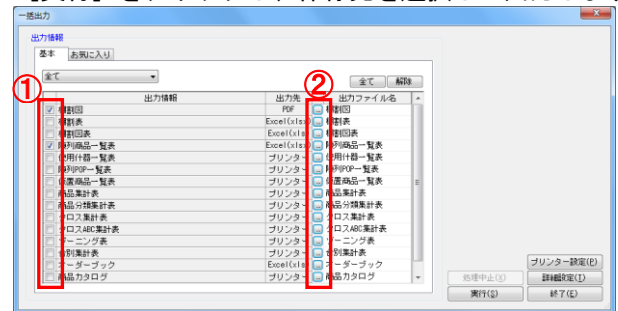 一括出力
出力情報
基本 お気に入り
全て
全て 解除
① ②
出力情報 出力先 出力ファイル名
棚割図 PDF 棚割図
棚割表 Excel(xls 棚割表
棚割図表 Excel(xls 棚割図表
陳列商品一覧表 Excel(xls 陳列商品一覧表
使用什器一覧表 プリンター 使用什器一覧表
陳列POP一覧表 プリンター 陳列POP一覧表
仮置商品一覧表 プリンター 仮置商品一覧表
商品集計表 プリンター 商品集計表
商品分類集計表 プリンター 商品分類集計表
クロス集計表 プリンター クロス集計表
クロスABC集計表 プリンター クロスABC集計表
ゾーニング表 プリンター ゾーニング表
台別集計表 プリンター 台別集計表
オーダーブック Excel(xls オーダーブック
商品カタログ プリンター 商品カタログ
プリンター設定(P)
処理中止(X) 詳細設定(I)
実行(S) 終了(E)